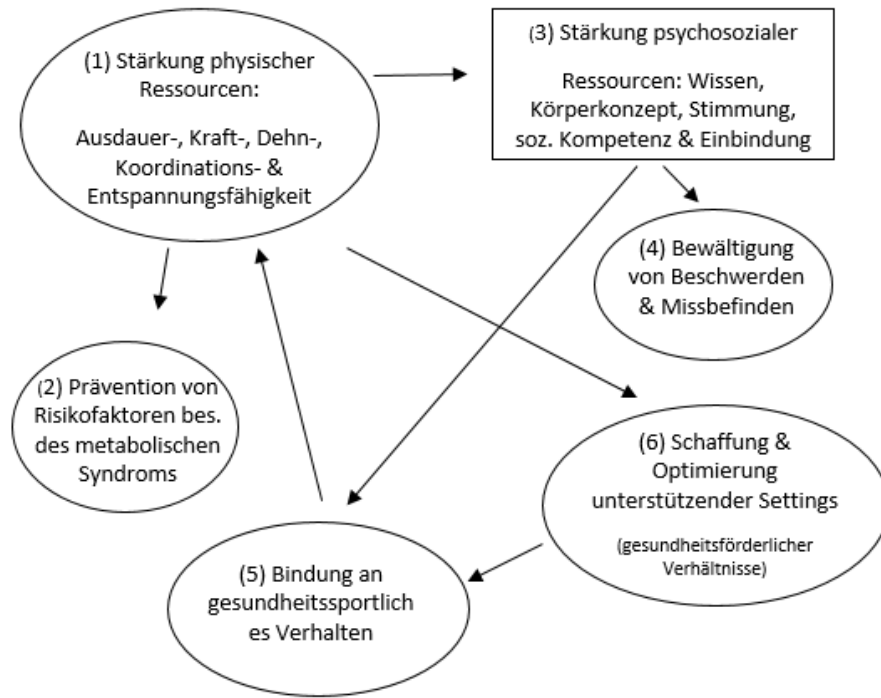 (1) Stärkung physischer
Ressourcen:
Ausdauer-, Kraft-, Dehn-,
Koordinations- &
Entspannungsfähigkeit
(3) Stärkung psychosozialer
Ressourcen: Wissen,
Körperkonzept, Stimmung,
soz. Kompetenz & Einbindung
(4) Bewältigung
von Beschwerden
& Missbefinden
(2) Prävention von
Risikofaktoren bes.
des metabolischen
Syndroms
(6) Schaffung &
Optimierung
unterstützender Settings
(gesundheitsförderlicher
Verhältnisse)
(5) Bindung an
gesundheitssportlich
es Verhalten